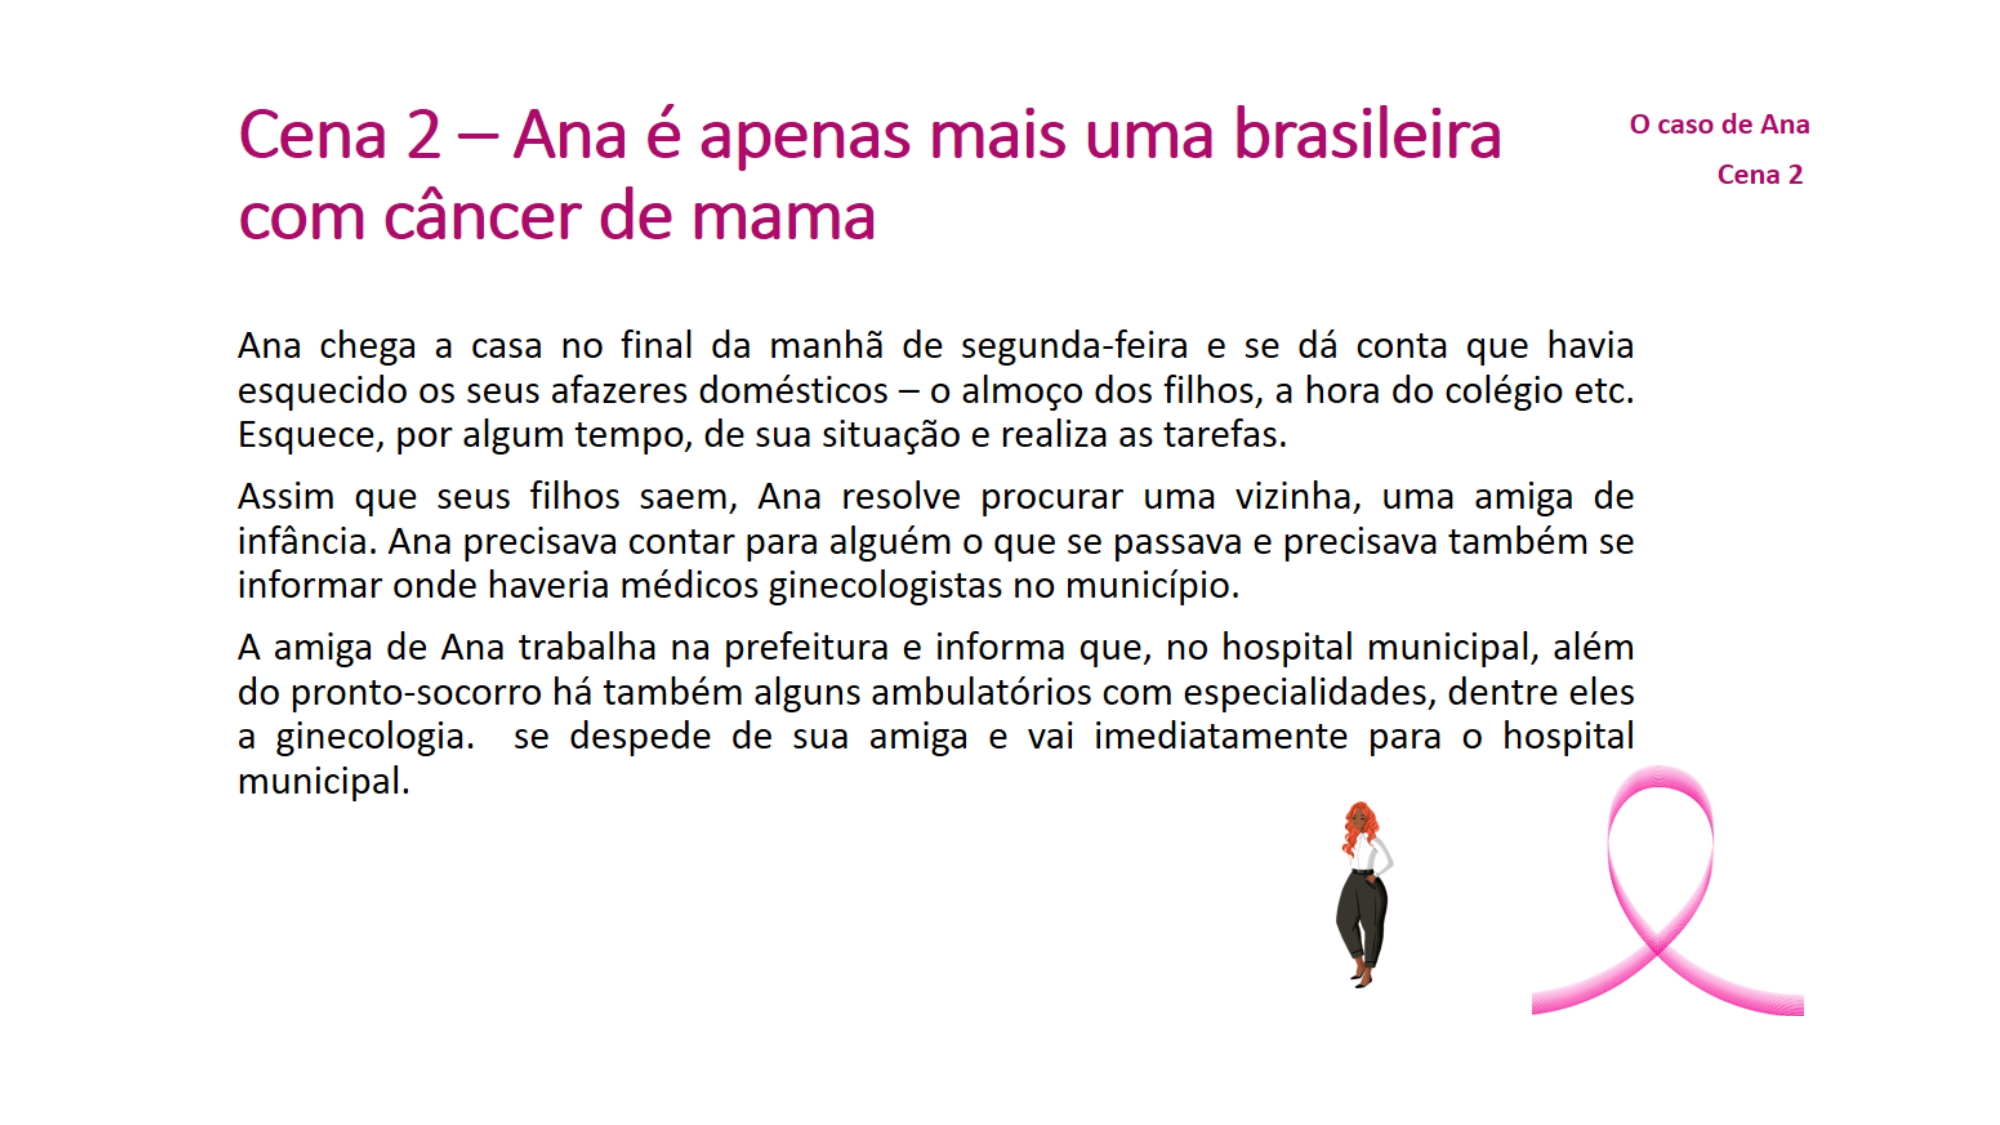 Cena 2 – Ana é apenas mais uma brasileira
com câncer de mama
O caso de Ana
Cena 2
Ana chega a casa no final da manhã de segunda-feira e se dá conta que havia
esquecido os seus afazeres domésticos – o almoço dos filhos, a hora do colégio etc.
Esquece, por algum tempo, de sua situação e realiza as tarefas.
Assim que seus filhos saem, Ana resolve procurar uma vizinha, uma amiga de
infância. Ana precisava contar para alguém o que se passava e precisava também se
informar onde haveria médicos ginecologistas no município.
A amiga de Ana trabalha na prefeitura e informa que, no hospital municipal, além
do pronto-socorro há também alguns ambulatórios com especialidades, dentre eles
a ginecologia. se despede de sua amiga e vai imediatamente para o hospital
municipal.